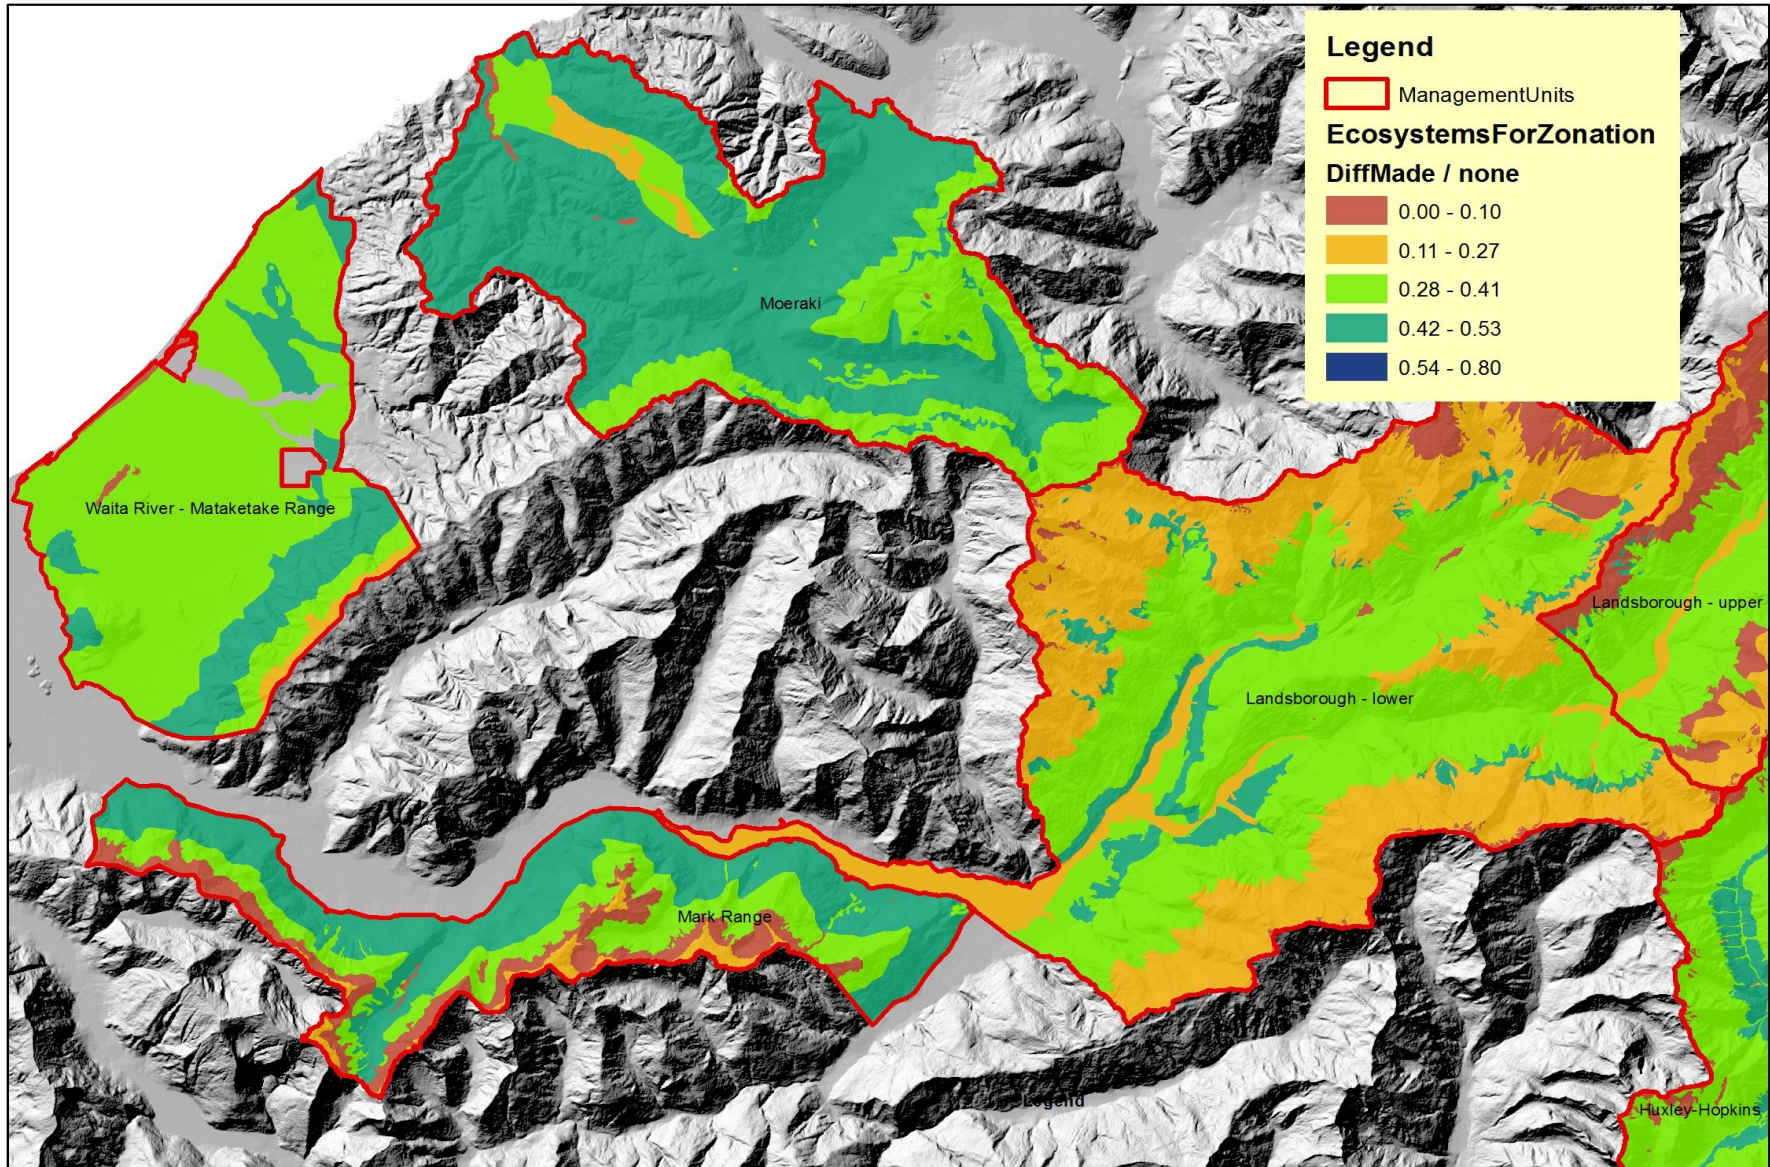 Legend
ManagementUnits
EcosystemsForZonation
DiffMade / none
0.00 - 0.10
0.11 - 0.27
0.28 - 0.41
0.42 - 0.53
0.54 - 0.80
Moeraki
Waita River - Mataketake Range
Landsborough - upper
Landsborough - lower
Mark Range
Legend
Huxley-Hopkins